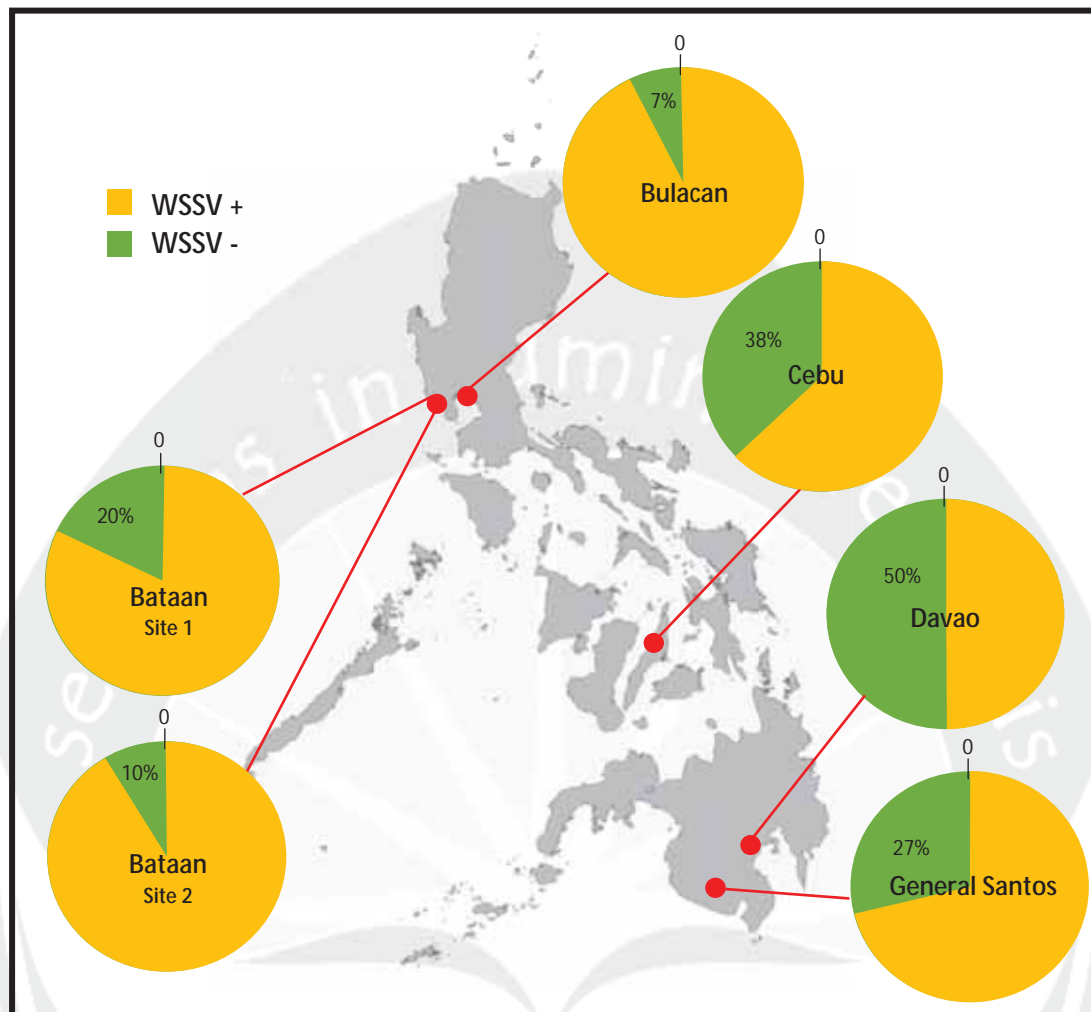 WSSV +
WSSV -
0
7%
Bulacan
0
38%
Cebu
0
20%
Bataan
Site 1
0
50%
Davao
0
10%
Bataan
Site 2
0
27%
General Santos
in